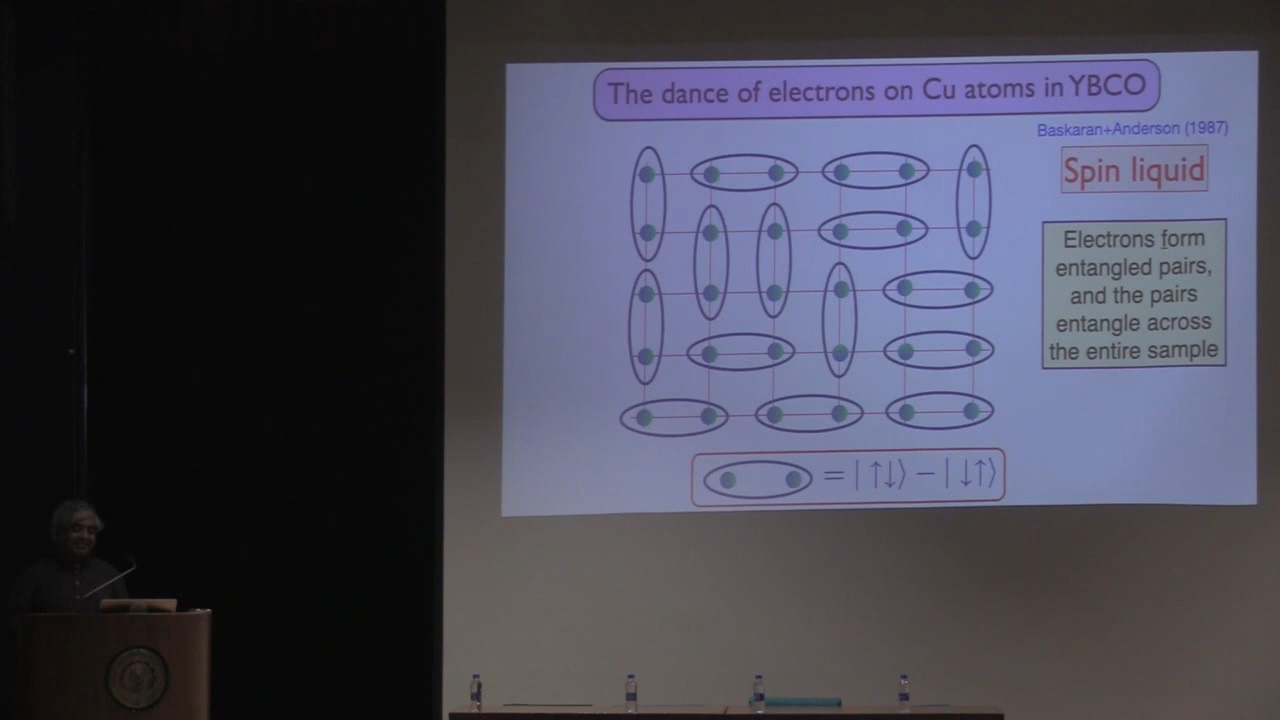 The dance of electrons on Cu atoms in YBCO
Baskaran+Anderson (1987)
Spin liquid
Electrons form
entangled pairs,
and the pairs
entangle across
the entire sample
= | ↑↓⟩ − | ↓↑⟩